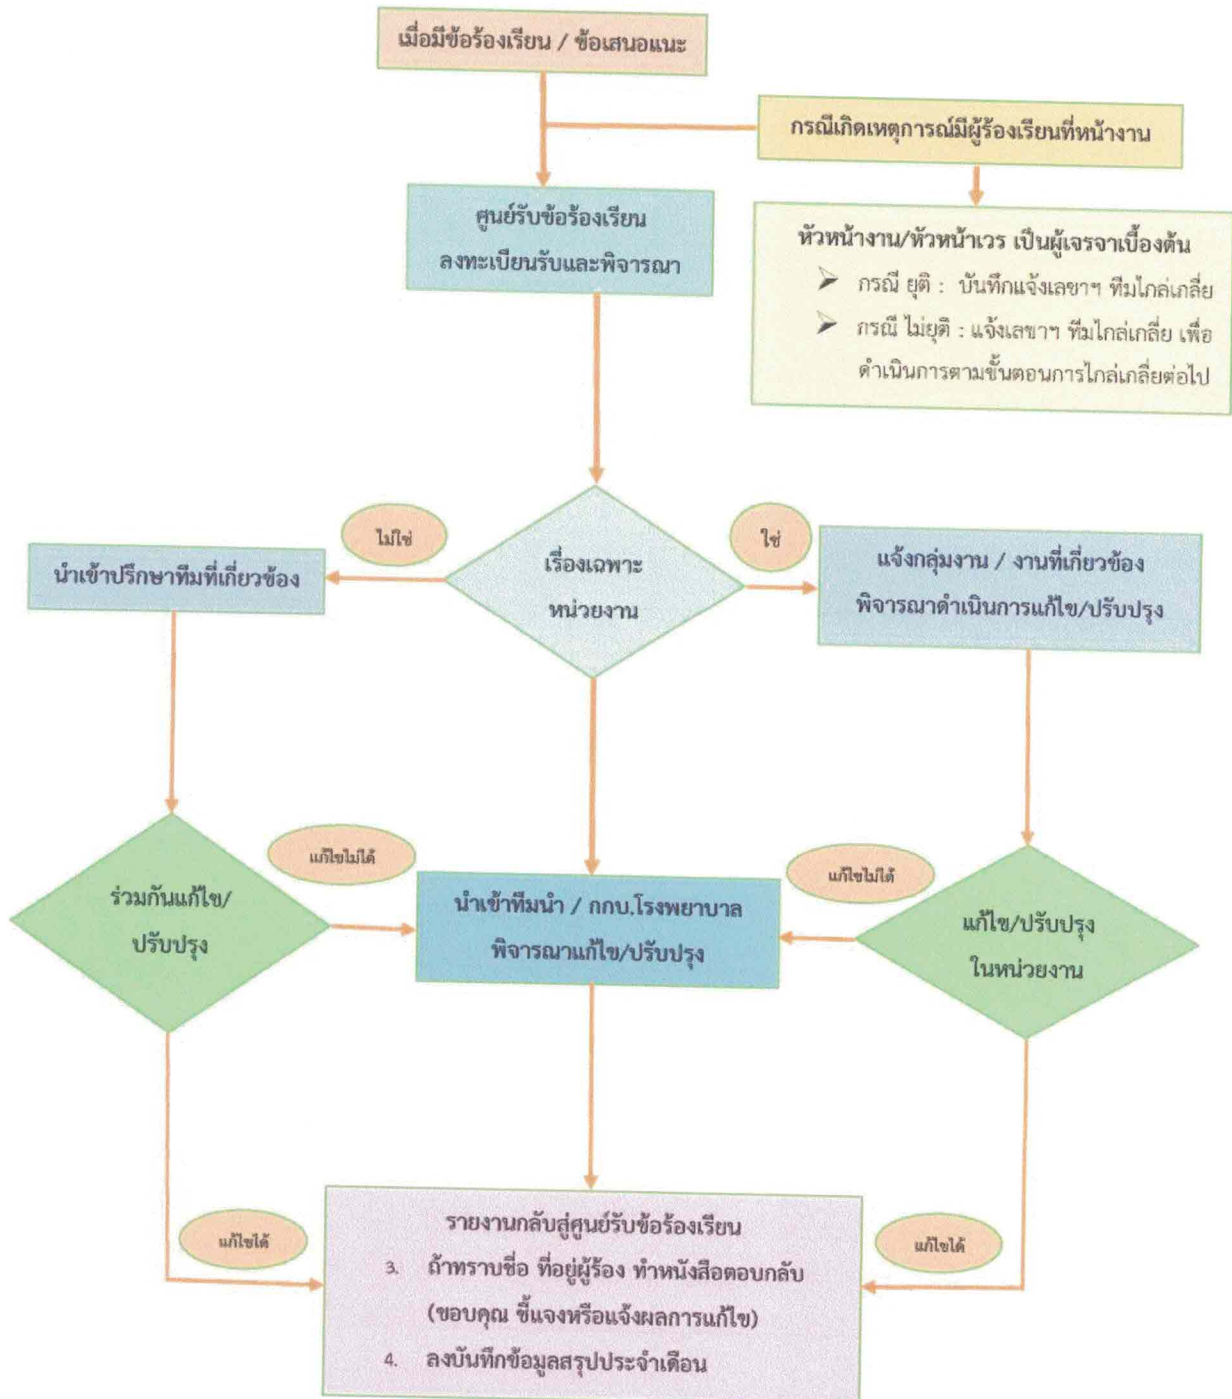 เมื่อมีข้อร้องเรียน / ข้อเสนอแนะ
กรณีเกิดเหตุการณ์มีผู้ร้องเรียนที่หน้างาน
ศูนย์รับข้อร้องเรียน
ลงทะเบียนรับและพิจารณา
หัวหน้างาน/หัวหน้าเวร เป็นผู้เจรจาเบื้องต้น
➢ กรณี ยุติ : บันทึกแจ้งเลขาฯ ทีมไกล่เกลี่ย
➢ กรณี ไม่ยุติ : แจ้งเลขาฯ ทีมไกล่เกลี่ย เพื่อ
ดำเนินการตามขั้นตอนการไกล่เกลี่ยต่อไป
ไม่ใช่
ใช่
นำเข้าปรึกษาทีมที่เกี่ยวข้อง
เรื่องเฉพาะ
หน่วยงาน
แจ้งกลุ่มงาน / งานที่เกี่ยวข้อง
พิจารณาดำเนินการแก้ไข/ปรับปรุง
แก้ไขไม่ได้
แก้ไขไม่ได้
ร่วมกันแก้ไข/
ปรับปรุง
นำเข้าทีมนำ / กกบ.โรงพยาบาล
พิจารณาแก้ไข/ปรับปรุง
แก้ไข/ปรับปรุง
ในหน่วยงาน
แก้ไขได้
แก้ไขได้
รายงานกลับสู่ศูนย์รับข้อร้องเรียน
3. ถ้าทราบชื่อ ที่อยู่ผู้ร้อง ทำหนังสือตอบกลับ
(ขอบคุณ ชี้แจงหรือแจ้งผลการแก้ไข)
4. ลงบันทึกข้อมูลสรุปประจำเดือน